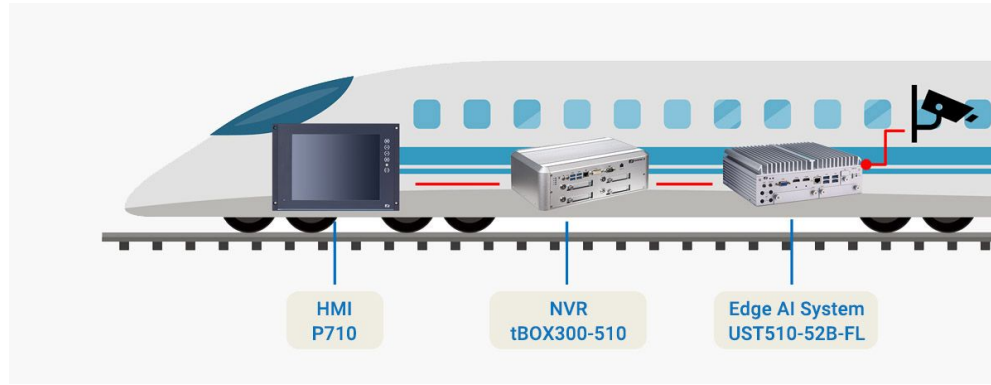 HMI
P710
NVR
tBOX300-510
Edge AI System
UST510-52B-FL